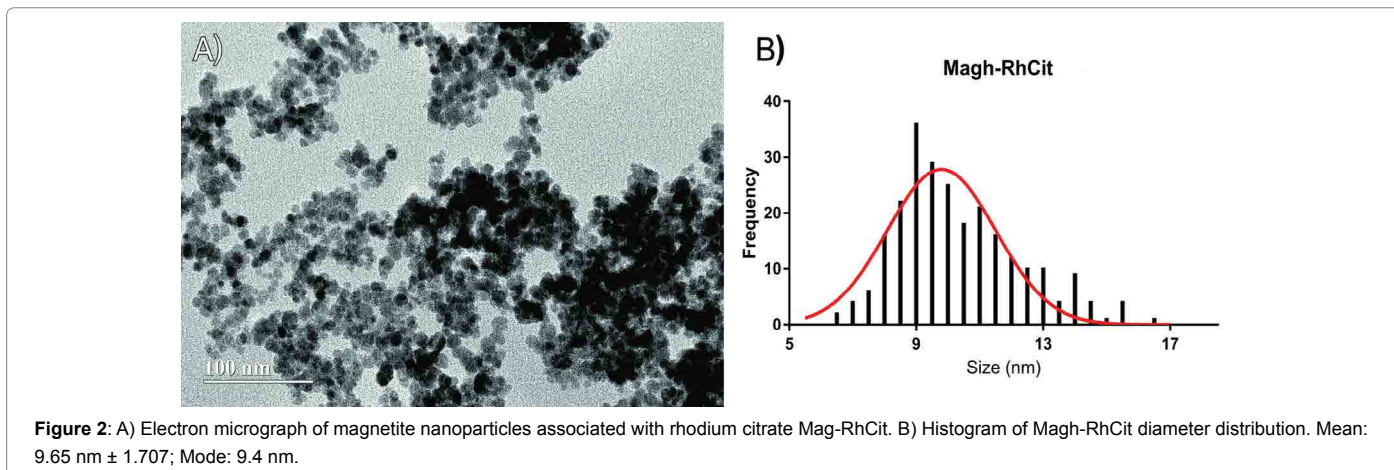 A)
100 nm
B)
Magh-RhCit
Frequency
40
30
20
10
0
5 9 13 17
Size (nm)
Figure 2: A) Electron micrograph of magnetite nanoparticles associated with rhodium citrate Mag-RhCit. B) Histogram of Magh-RhCit diameter distribution. Mean:
9.65 nm ± 1.707; Mode: 9.4 nm.